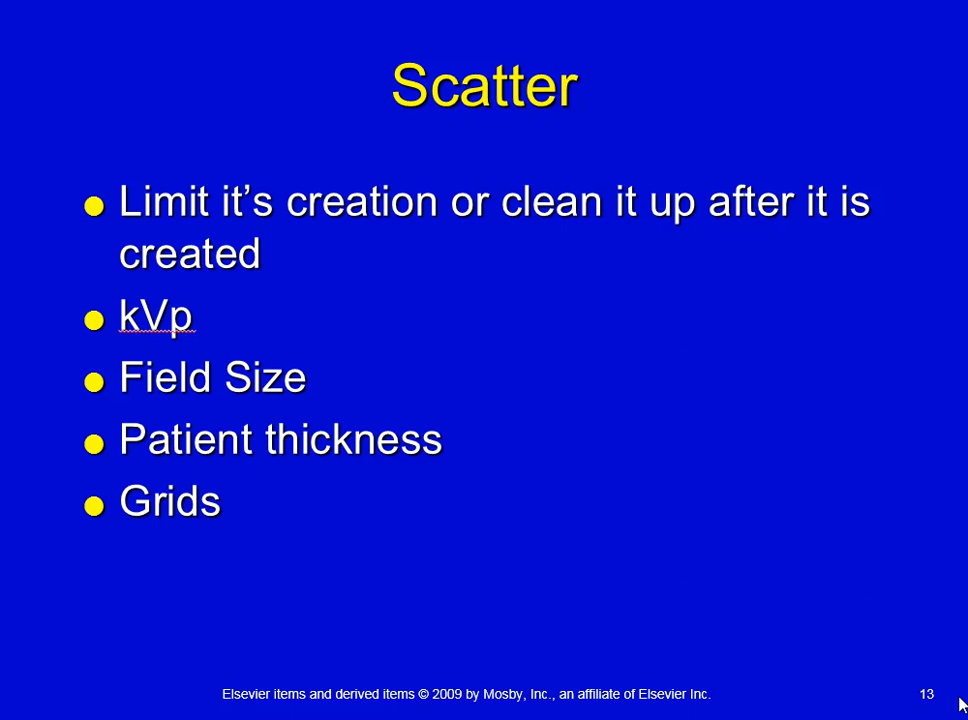 Scatter
Limit it’s creation or clean it up after it is
created
kVp
Field Size
Patient thickness
Grids
Elsevier items and derived items © 2009 by Mosby, Inc., an affiliate of Elsevier Inc.
13